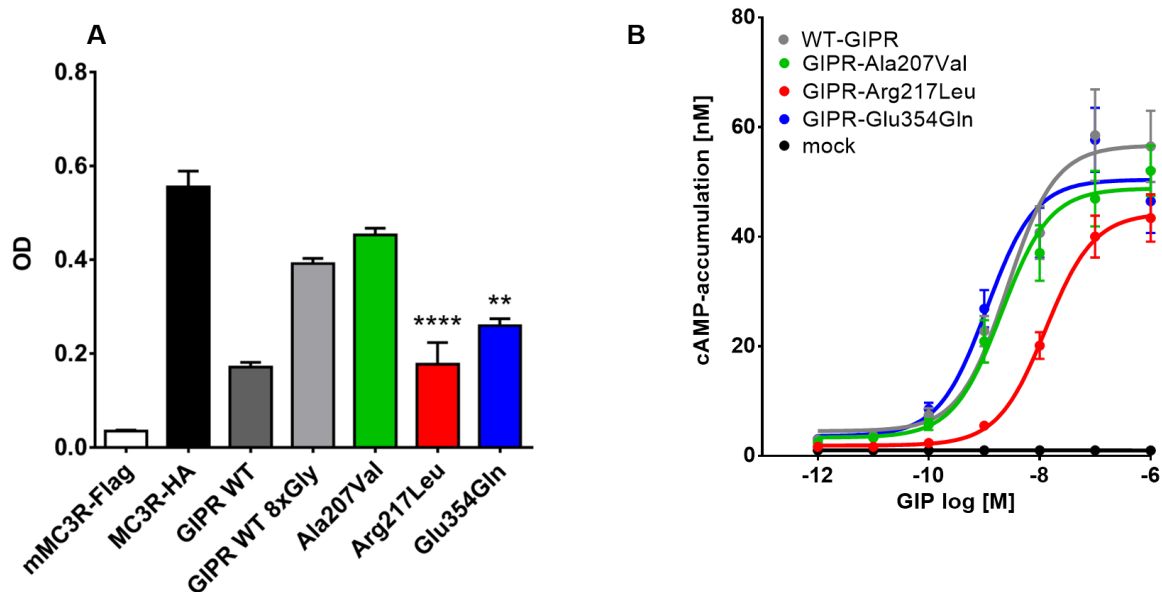 A
OD
0.8
0.6
0.4
0.2
0.0
****
**
mMC3R-Flag
MC3R-HA
GIPR WT
GIPR WT 8xGly
Ala207Val
Arg217Leu
Glu354Gln
B
cAMP-accumulation [nM]
80
60
40
20
0
WT-GIPR
GIPR-Ala207Val
GIPR-Arg217Leu
GIPR-Glu354Gln
mock
-12
-10
-8
-6
GIP log [M]